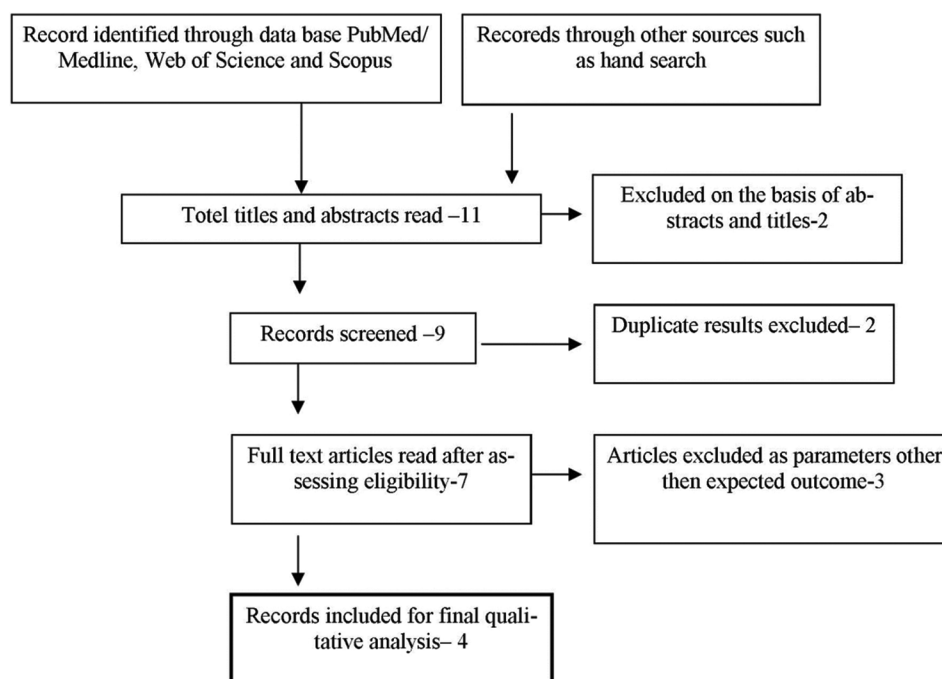 Record identified through data base PubMed/
Medline, Web of Science and Scopus
Recoreds through other sources such
as hand search
Totel titles and abstracts read –11
Excluded on the basis of ab-
stracts and titles-2
Records screened –9
Duplicate results excluded– 2
Full text articles read after as-
sessing eligibility-7
Articles excluded as parameters other
then expected outcome-3
Records included for final quali-
tative analysis– 4